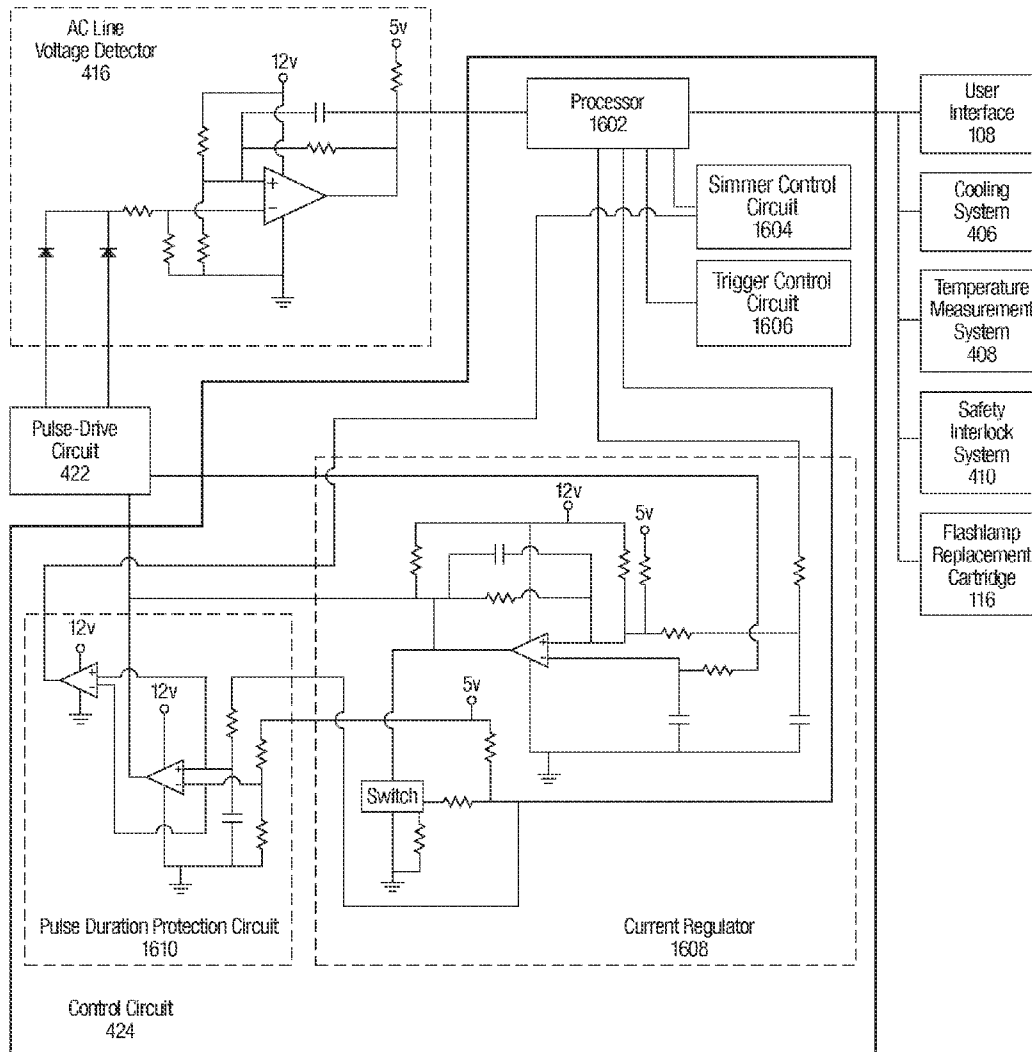 AC Line
Voltage Detector
416
5v
12v
+
−
Processor
1602
User
Interface
108
Simmer Control
Circuit
1604
Cooling
System
406
Trigger Control
Circuit
1606
Temperature
Measurement
System
408
Pulse-Drive
Circuit
422
Safety
Interlock
System
410
12v
5v
Flashlamp
Replacement
Cartridge
116
+
−
12v
+
−
12v
5v
+
−
Switch
Pulse Duration Protection Circuit
1610
Current Regulator
1608
Control Circuit
424